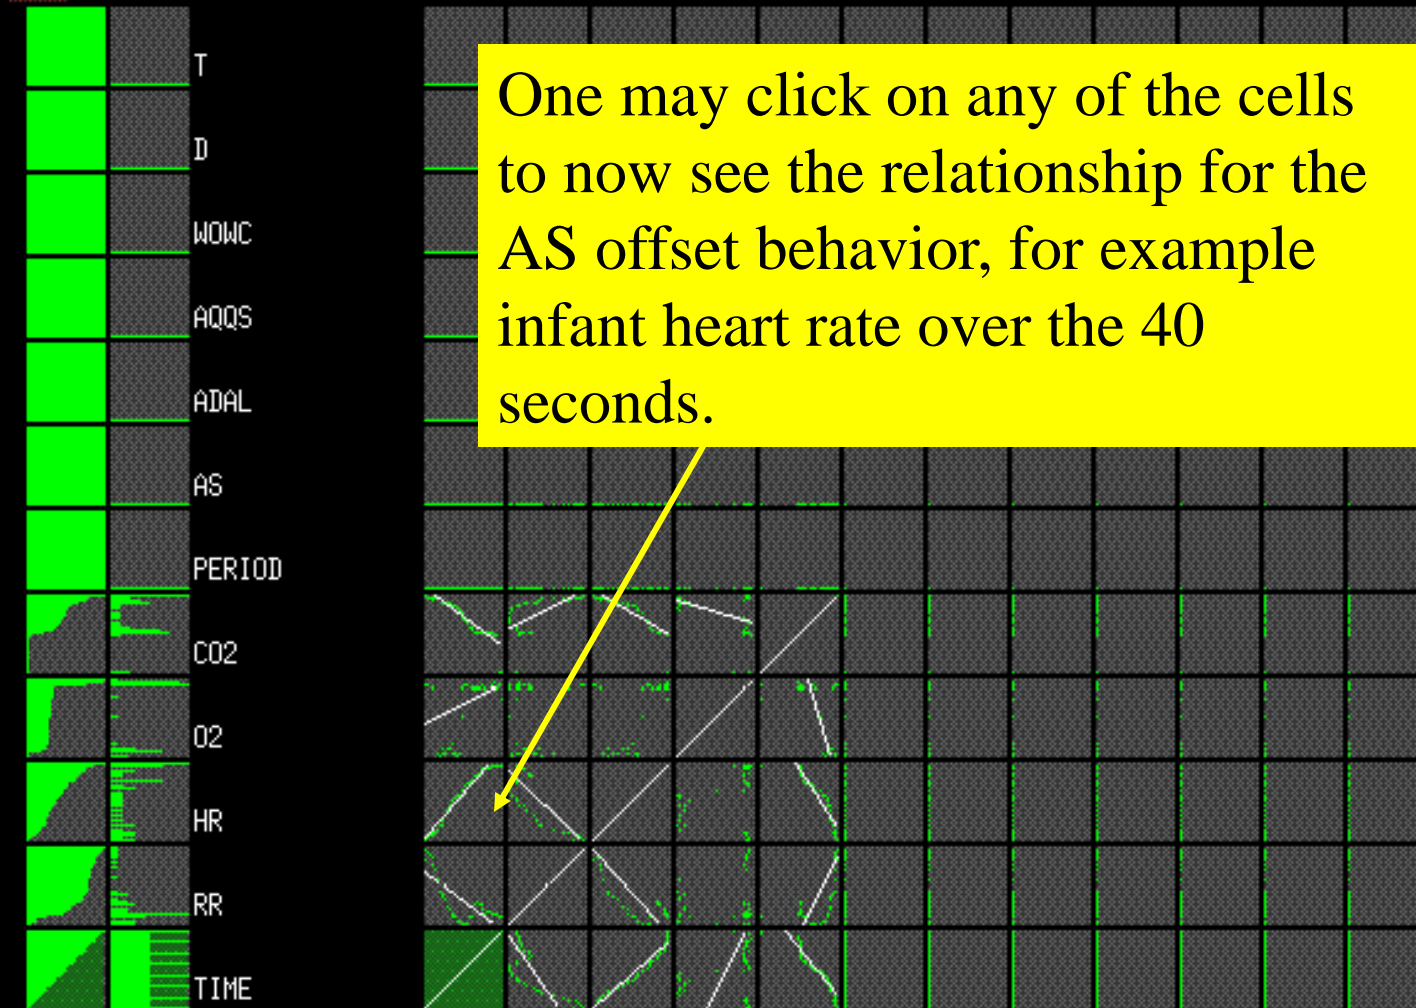 T
One may click on any of the cells
to now see the relationship for the
AS offset behavior, for example
infant heart rate over the 40
seconds.
D
WOWC
AQQS
ADAL
AS
PERIOD
CO2
O2
HR
RR
TIME